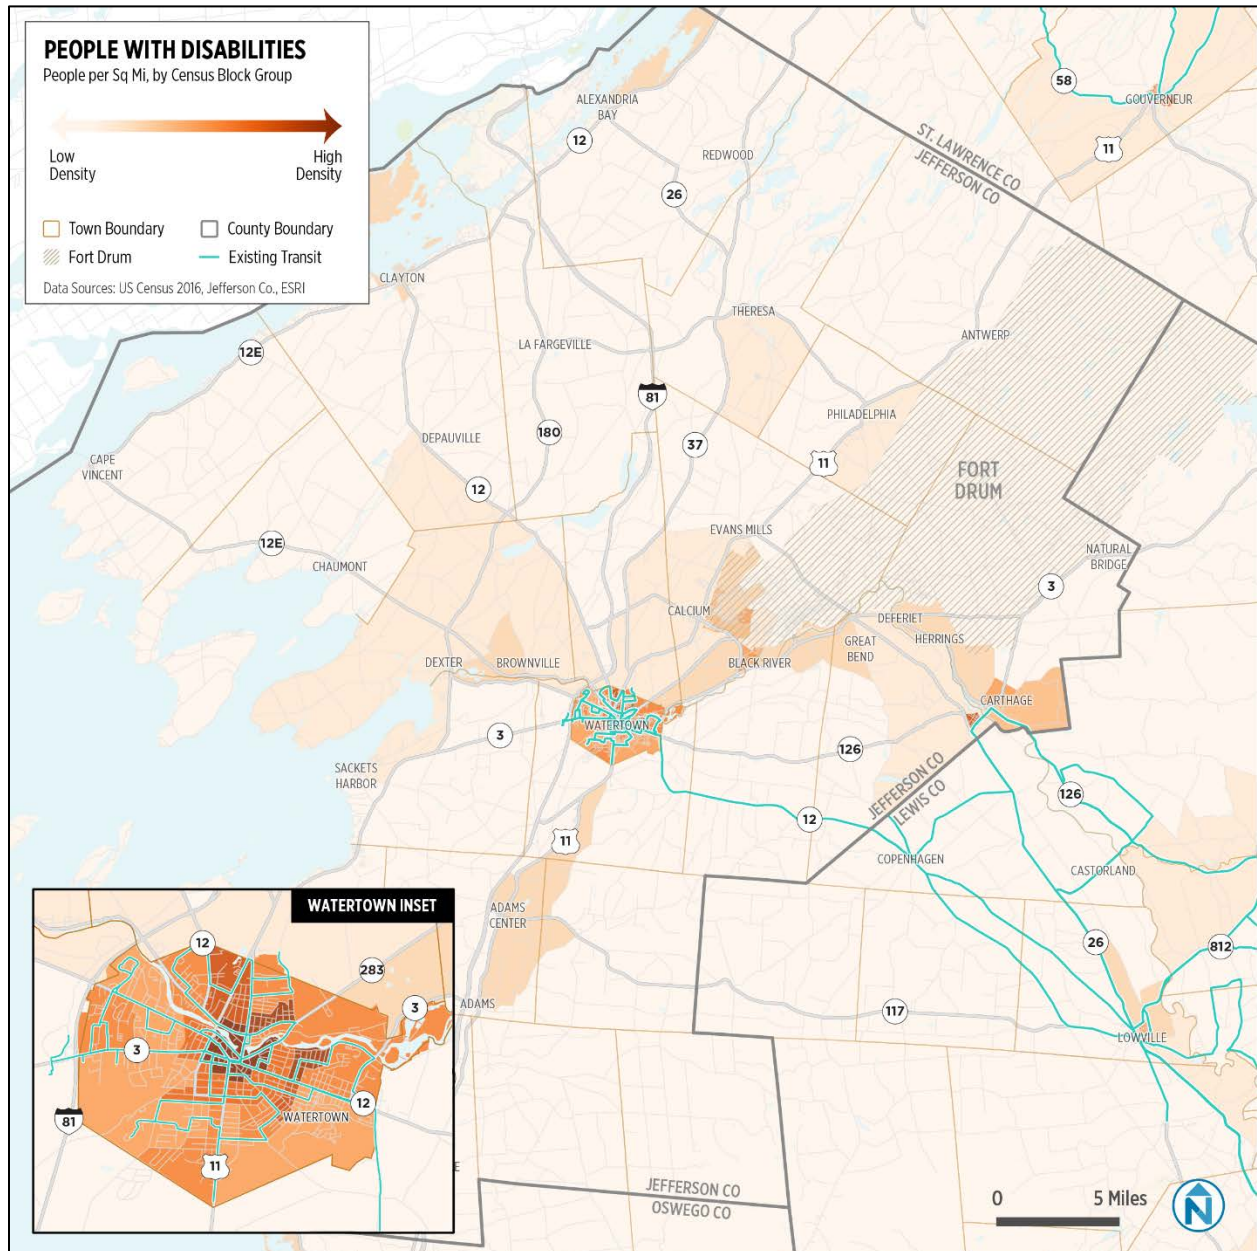 PEOPLE WITH DISABILITIES
People per Sq Mi, by Census Block Group
Low
Density
High
Density
Town Boundary
County Boundary
Fort Drum
Existing Transit
Data Sources: US Census 2016, Jefferson Co., ESRI
58
GOUVERNEUR
ALEXANDRIA
BAY
12
REDWOOD
ST. LAWRENCE CO
JEFFERSON CO
11
26
CLAYTON
THERESA
ANTWERP
12E
LA FARGEVILLE
81
PHILADELPHIA
DEPAUVILLE
180
37
11
CAPE
VINCENT
FORT
DRUM
12
EVANS MILLS
12E
CHAUMONT
NATURAL
BRIDGE
3
CALCIUM
DEFERIET
GREAT
BEND
HERRINGS
DEXTER
BROWNVILLE
BLACK RIVER
CARTHAGE
WATERTOWN
3
126
SACKETS
HARBOR
JEFFERSON CO
LEWIS CO
126
12
11
COPENHAGEN
CASTORLAND
WATERTOWN INSET
ADAMS
CENTER
26
812
12
283
3
ADAMS
117
LOWVILLE
3
81
12
WATERTOWN
11
E
JEFFERSON CO
OSWEGO CO
0
5 Miles
N